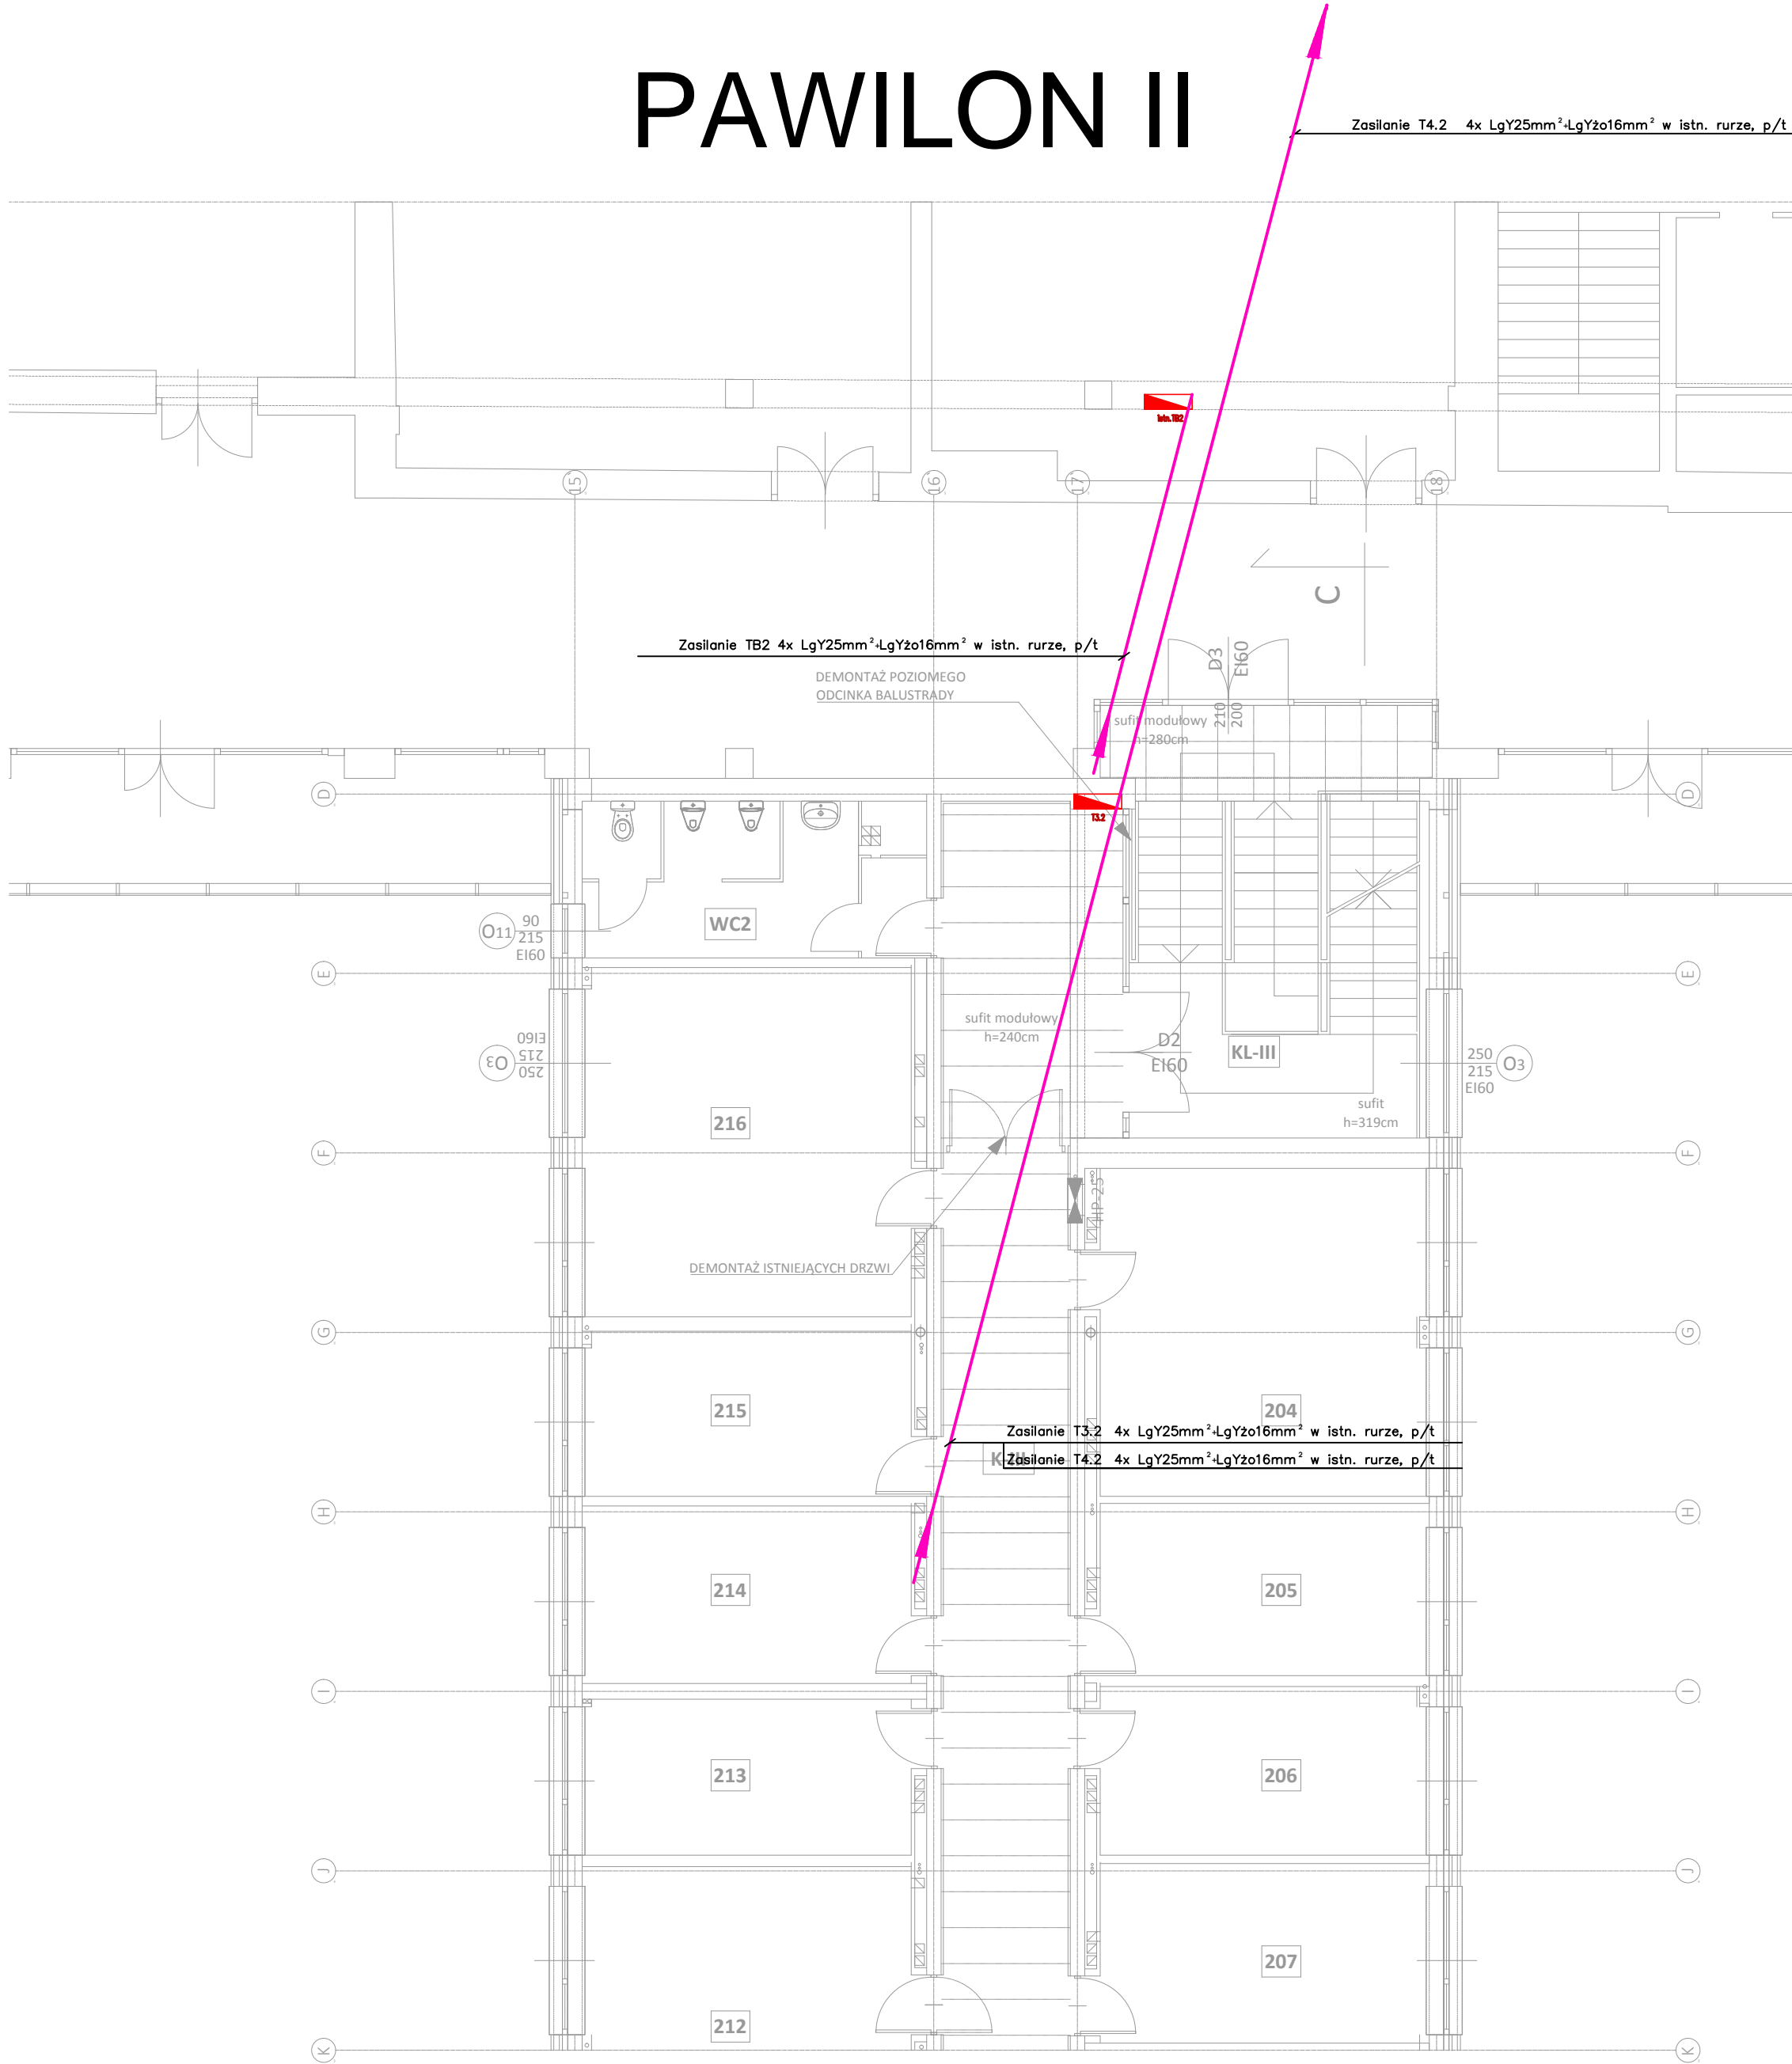 PAWILON II
Zasilanie T4.2 4x LgY25mm²+LgYżo16mm² w istn. rurze, p/t
istn.TB2
15
16
17
18
C
Zasilanie TB2 4x LgY25mm²+LgYżo16mm² w istn. rurze, p/t
D3
EI60
DEMONTAŻ POZIOMEGO
ODCINKA BALUSTRADY
210
200
sufit modułowy
h=280cm
D
D
T3.2
WC2
O11
90
215
EI60
E
E
sufit modułowy
h=240cm
D2
EI60
KL-III
O3
250
215
EI60
250
215
EI60
O3
sufit
h=319cm
216
F
F
HP-25
DEMONTAŻ ISTNIEJĄCYCH DRZWI
G
G
215
204
Zasilanie T3.2 4x LgY25mm²+LgYżo16mm² w istn. rurze, p/t
Zasilanie T4.2 4x LgY25mm²+LgYżo16mm² w istn. rurze, p/t
H
H
214
205
I
I
213
206
J
J
207
212
K
K